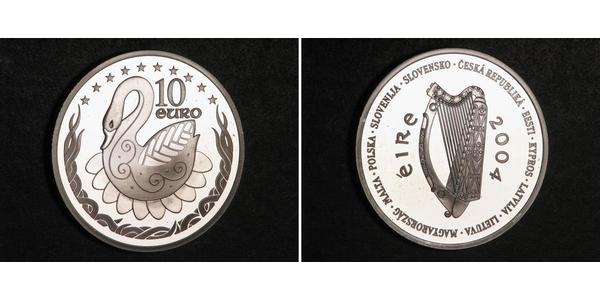 10
euro
SLOVENIJA · SLOVENSKO · ČESKÁ REPUBLIKA · EESTI · KYPROS · LATVIJA · LIETUVA · MAGYARORSZÁG · MALTA · POLSKA ·
éire
2004